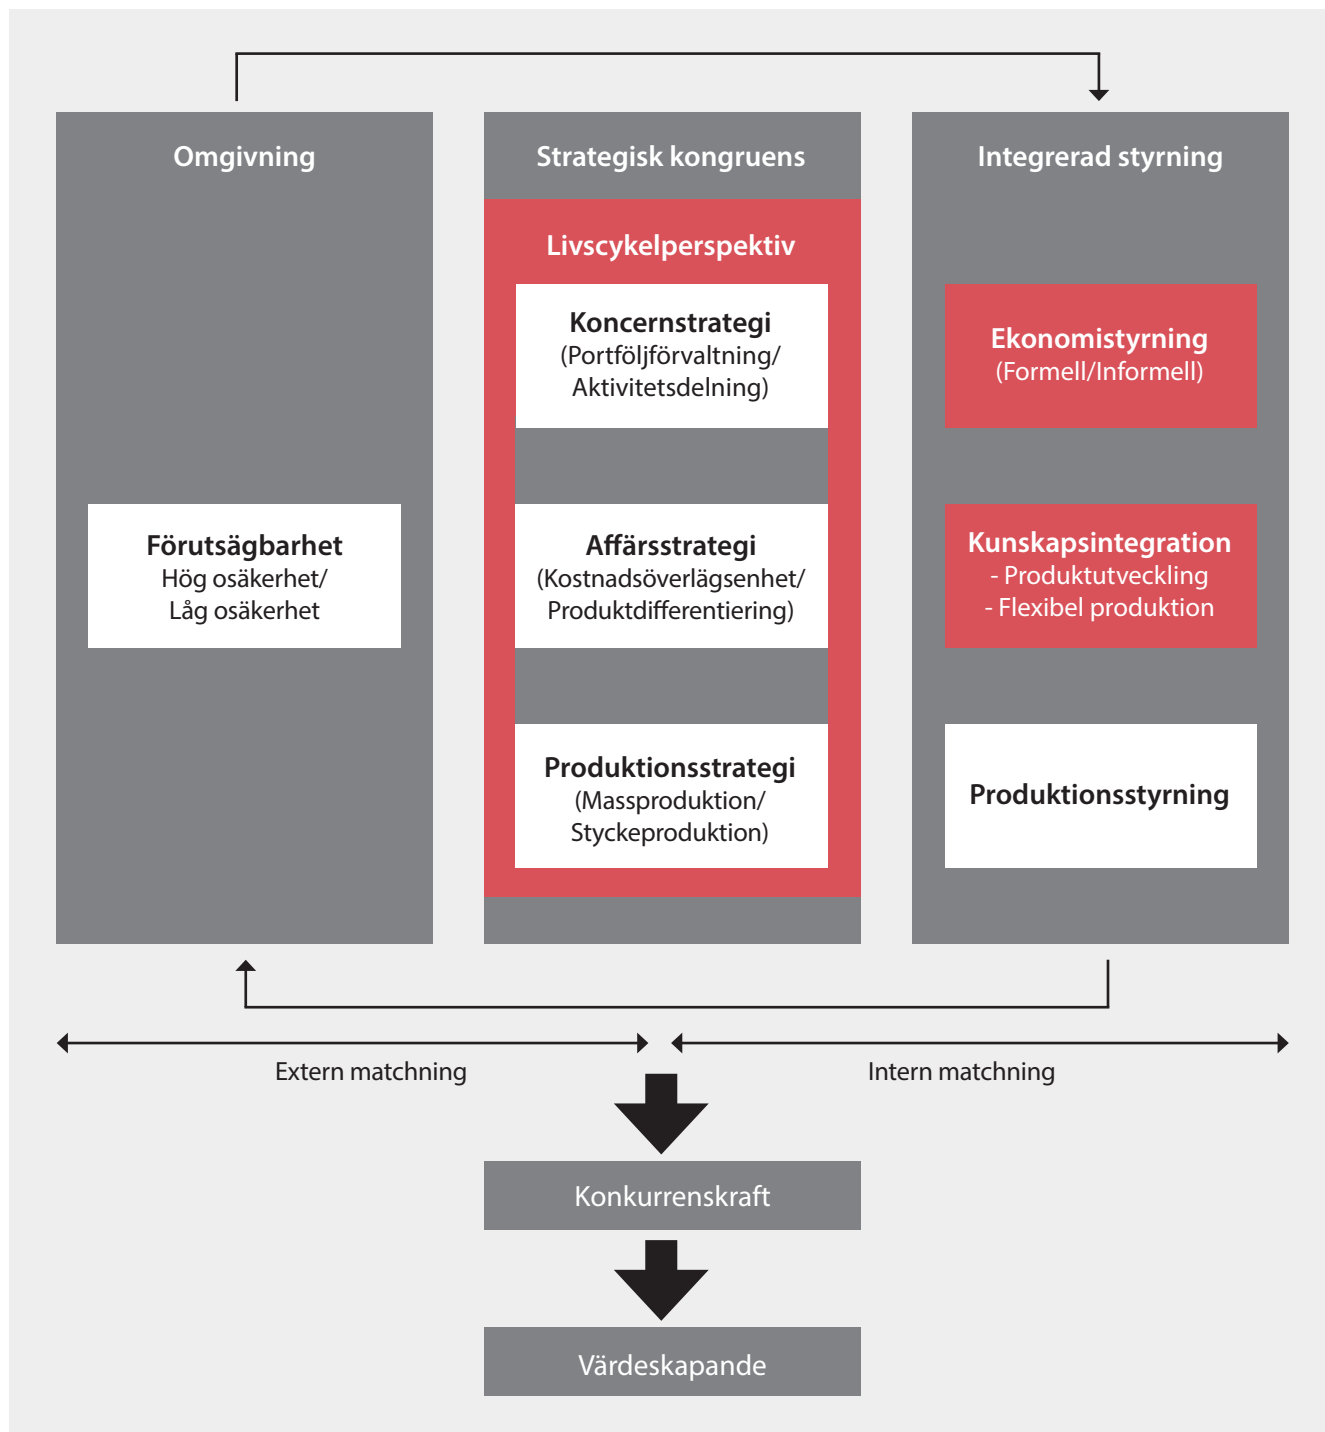 Omgivning
Förutsägbarhet
Hög osäkerhet/
Låg osäkerhet
Strategisk kongruens
Livscykelperspektiv
Koncernstrategi
(Portföljförvaltning/
Aktivitetsdelning)
Affärsstrategi
(Kostnadsöverlägsenhet/
Produktdifferentiering)
Produktionsstrategi
(Massproduktion/
Styckeproduktion)
Integrerad styrning
Ekonomistyrning
(Formell/Informell)
Kunskapsintegration
- Produktutveckling
- Flexibel produktion
Produktionsstyrning
Extern matchning
Intern matchning
Konkurrenskraft
Värdeskapande